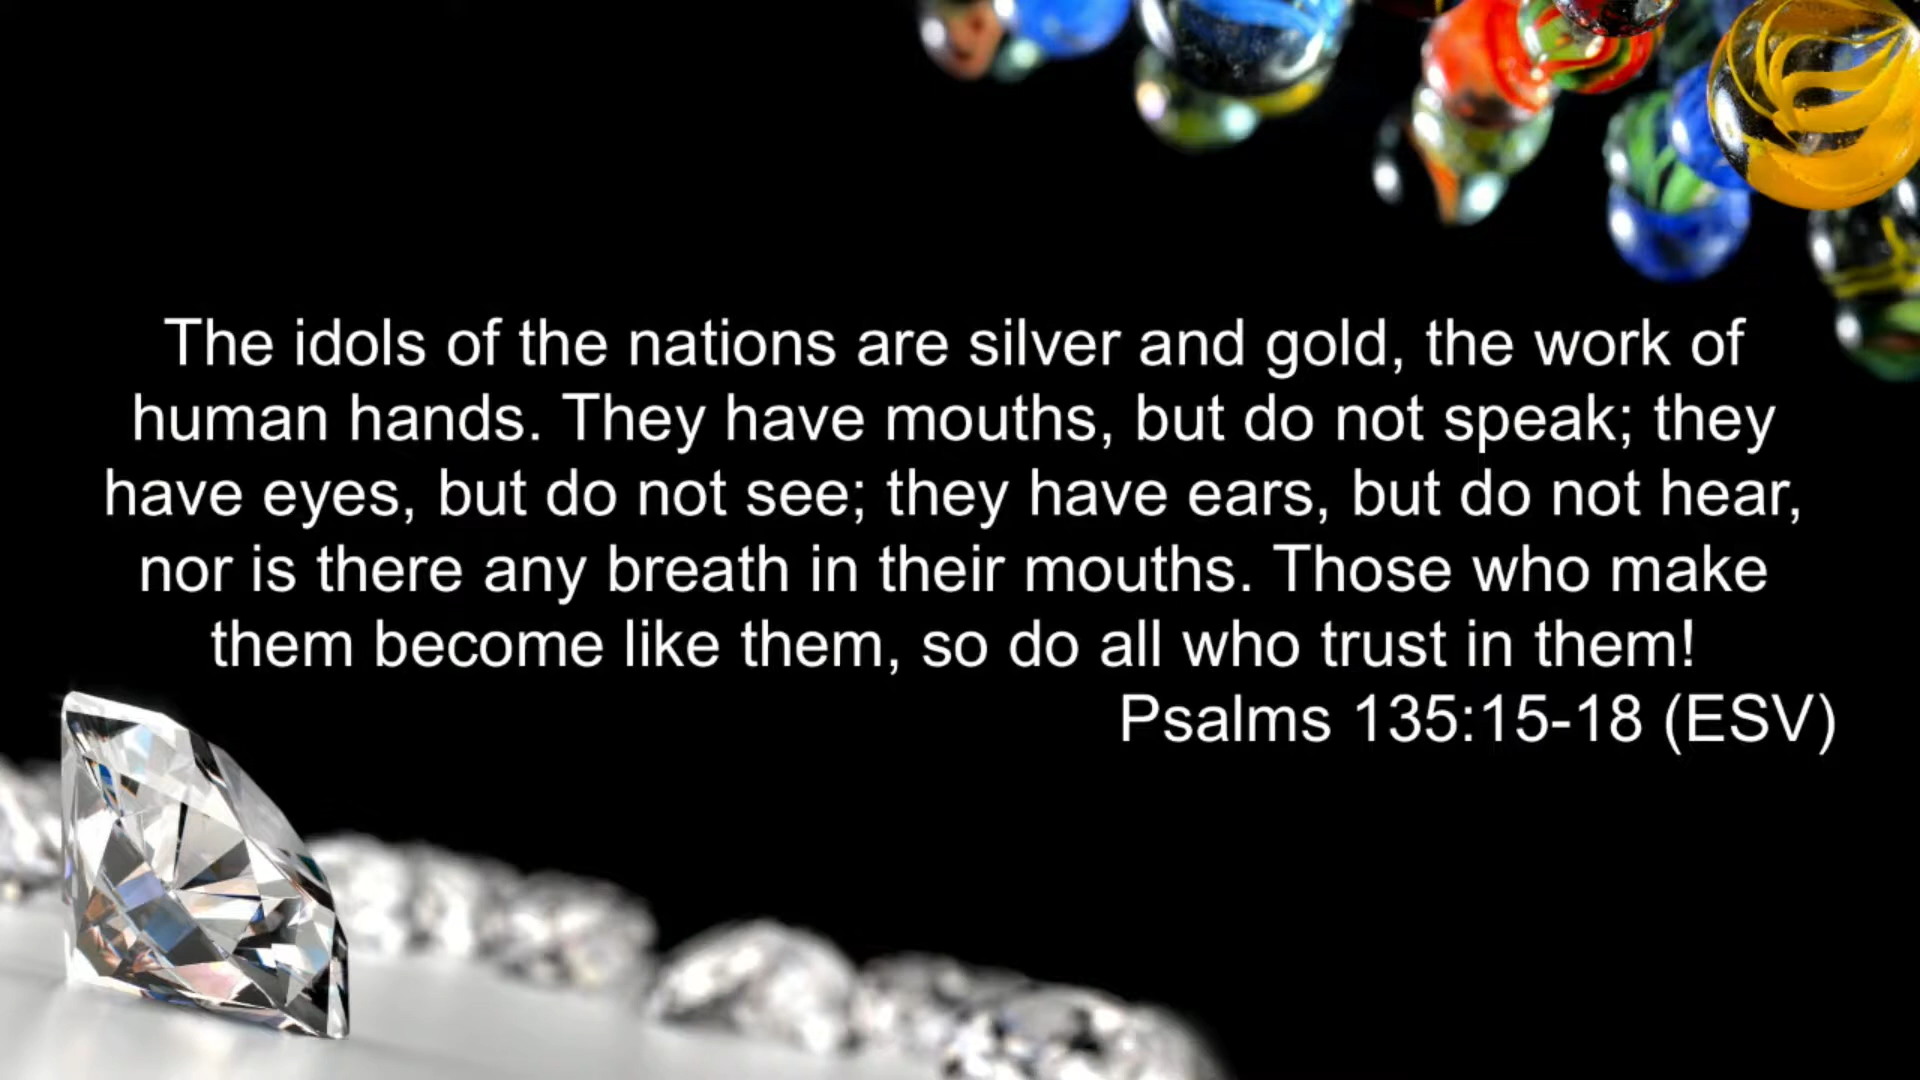 The idols of the nations are silver and gold, the work of
human hands. They have mouths, but do not speak; they
have eyes, but do not see; they have ears, but do not hear,
nor is there any breath in their mouths. Those who make
them become like them, so do all who trust in them!
Psalms 135:15-18 (ESV)